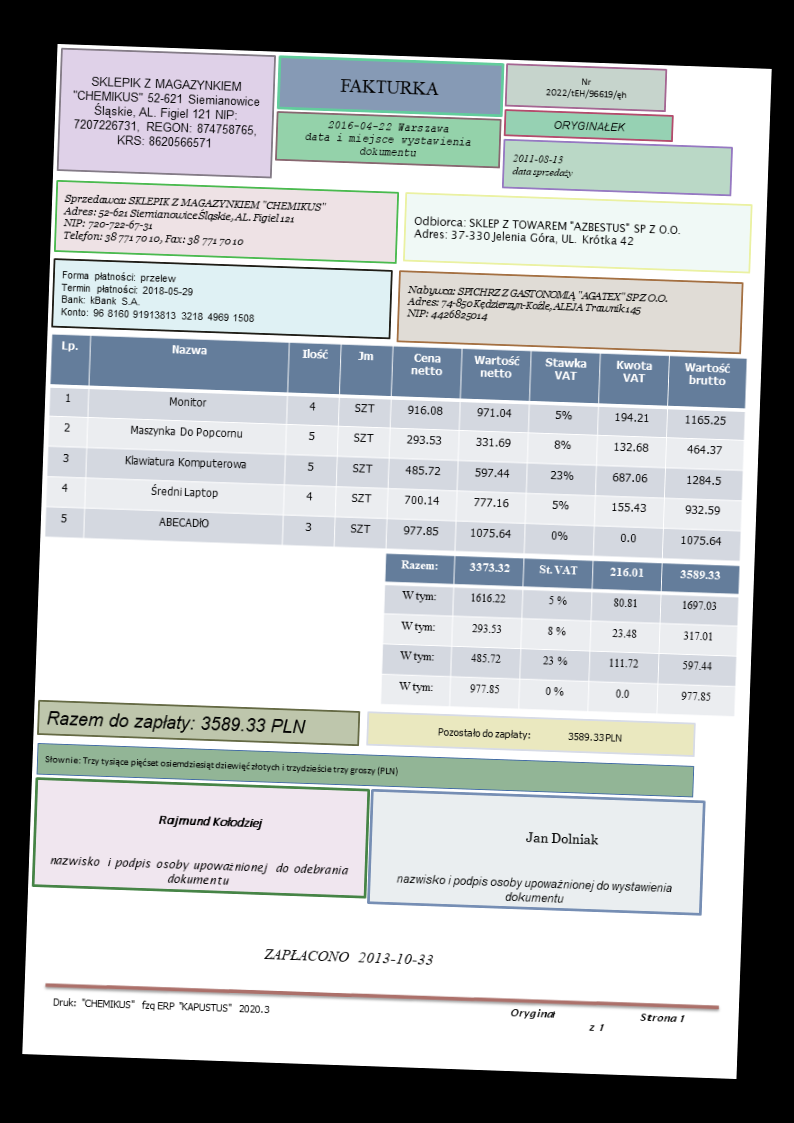 SKLEPIK Z MAGAZYNKIEM
"CHEMIKUS" 52-621 Siemianowice
Śląskie, AL. Figiel 121 NIP:
7207226731, REGON: 874758765,
KRS: 8620566571
FAKTURKA
2016-04-22 Warszawa
data i miejsce wystawienia
dokumentu
Nr
2022/tEH/96619/ęh
ORYGINAŁEK
2011-08-13
data sprzedaży
Sprzedawca: SKLEPIK Z MAGAZYNKIEM "CHEMIKUS"
Adres: 52-621 Siemianowice Śląskie, AL. Figiel 121
NIP: 720-722-67-31
Telefon: 38 771 70 10, Fax: 38 771 70 10
Odbiorca: SKLEP Z TOWAREM "AZBESTUS" SP Z O.O.
Adres: 37-330 Jelenia Góra, UL. Krótka 42
Forma płatności: przelew
Termin płatności: 2018-05-29
Bank: kBank S.A.
Konto: 96 8160 91913813 3218 4969 1508
Nabywca: SPICHRZ Z GASTONOMIĄ "AGATEX" SP Z O.O.
Adres: 74-850 Kędzierzyn-Koźle, ALEJA Trawnik 145
NIP: 4426825014
Lp. Nazwa Ilość Jm Cena netto Wartość netto Stawka VAT Kwota VAT Wartość brutto
1 Monitor 4 SZT 916.08 971.04 5% 194.21 1165.25
2 Maszynka Do Popcornu 5 SZT 293.53 331.69 8% 132.68 464.37
3 Klawiatura Komputerowa 5 SZT 485.72 597.44 23% 687.06 1284.5
4 Średni Laptop 4 SZT 700.14 777.16 5% 155.43 932.59
5 ABECADŁO 3 SZT 977.85 1075.64 0% 0.0 1075.64
Razem: 3373.32 St. VAT 216.01 3589.33
W tym: 1616.22 5 % 80.81 1697.03
W tym: 293.53 8 % 23.48 317.01
W tym: 485.72 23 % 111.72 597.44
W tym: 977.85 0 % 0.0 977.85
Razem do zapłaty: 3589.33 PLN
Pozostało do zapłaty: 3589.33 PLN
Słownie: Trzy tysiące pięćset osiemdziesiąt dziewięć złotych i trzydzieście trzy groszy (PLN)
Rajmund Kołodziej
nazwisko i podpis osoby upoważnionej do odebrania
dokumentu
Jan Dolniak
nazwisko i podpis osoby upoważnionej do wystawienia
dokumentu
ZAPŁACONO 2013-10-33
Druk: "CHEMIKUS" fzq ERP "KAPUSTUS" 2020.3
Oryginał
Strona 1
z 1